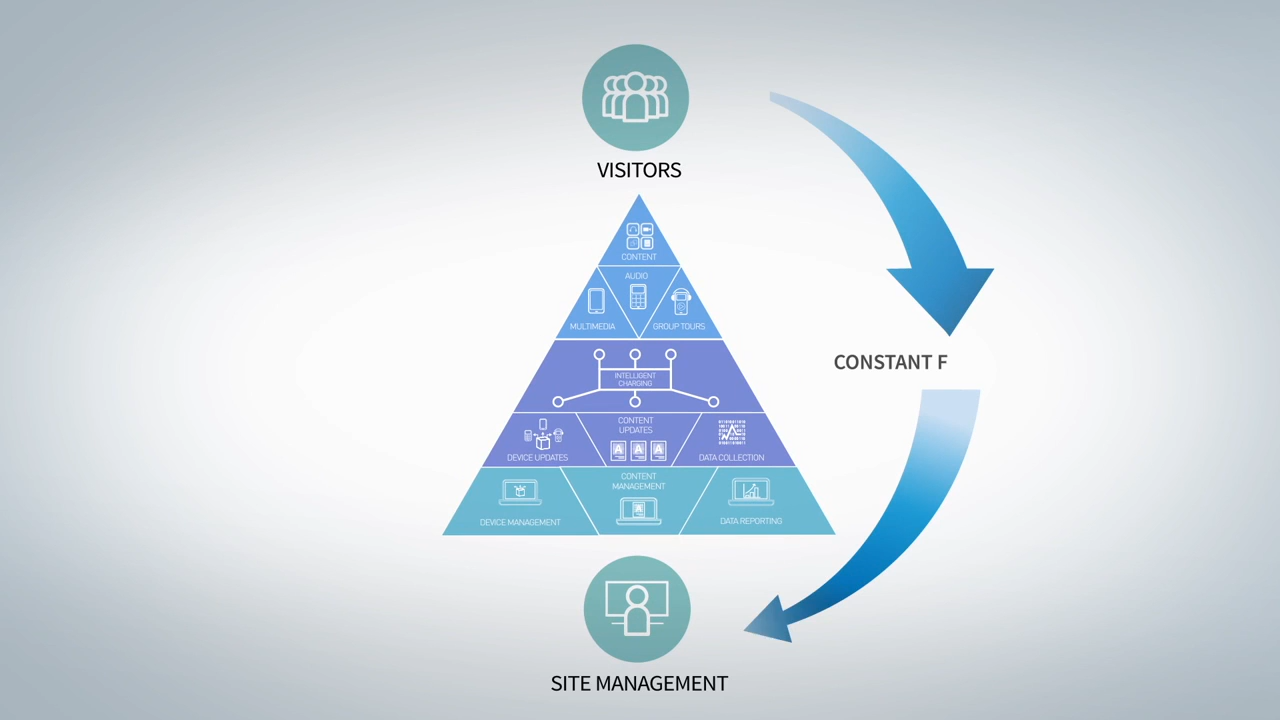 VISITORS
CONTENT
AUDIO
MULTIMEDIA
GROUP TOURS
CONSTANT F
INTELLIGENT
CHARGING
CONTENT
UPDATES
A A A
DEVICE UPDATES
DATA COLLECTION
CONTENT
MANAGEMENT
DEVICE MANAGEMENT
DATA REPORTING
SITE MANAGEMENT